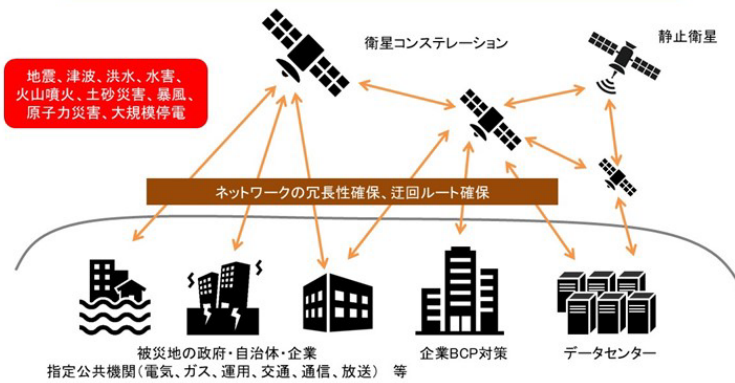 衛星コンステレーション
静止衛星
地震、津波、洪水、水害、
火山噴火、土砂災害、暴風、
原子力災害、大規模停電
ネットワークの冗長性確保、迂回ルート確保
被災地の政府・自治体・企業
指定公共機関(電気、ガス、運用、交通、通信、放送) 等
企業BCP対策
データセンター